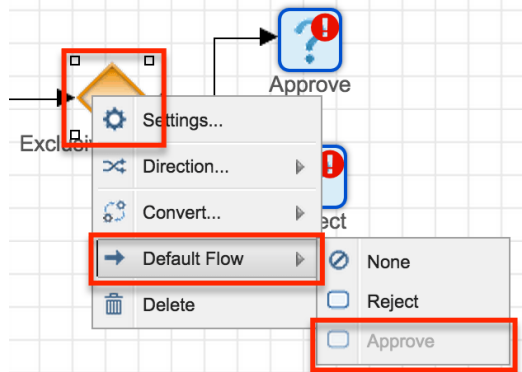 Approve
Exclusi
Settings...
Direction...
Convert...
ect
Default Flow
Delete
None
Reject
Approve